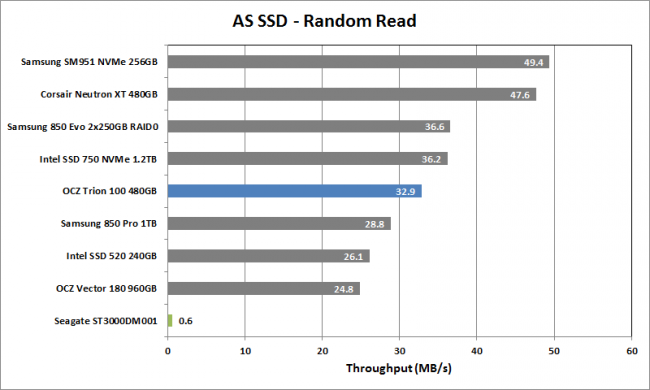 AS SSD - Random Read
Samsung SM951 NVMe 256GB 49.4
Corsair Neutron XT 480GB 47.6
Samsung 850 Evo 2x250GB RAID0 36.6
Intel SSD 750 NVMe 1.2TB 36.2
OCZ Trion 100 480GB 32.9
Samsung 850 Pro 1TB 28.8
Intel SSD 520 240GB 26.1
OCZ Vector 180 960GB 24.8
Seagate ST3000DM001 0.6
0 10 20 30 40 50 60
Throughput (MB/s)